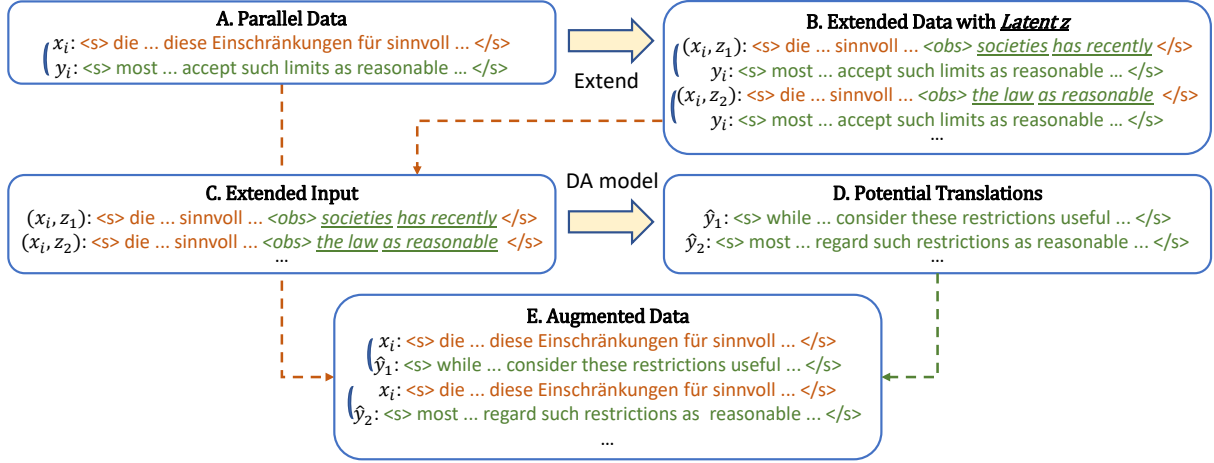 A. Parallel Data
xᵢ: <s> die ... diese Einschränkungen für sinnvoll ... </s>
yᵢ: <s> most ... accept such limits as reasonable ... </s>
Extend
B. Extended Data with Latent z
(xᵢ, z₁): <s> die ... sinnvoll ... <obs> societies has recently </s>
yᵢ: <s> most ... accept such limits as reasonable ... </s>
(xᵢ, z₂): <s> die ... sinnvoll ... <obs> the law as reasonable </s>
yᵢ: <s> most ... accept such limits as reasonable ... </s>
...
C. Extended Input
(xᵢ, z₁): <s> die ... sinnvoll ... <obs> societies has recently </s>
(xᵢ, z₂): <s> die ... sinnvoll ... <obs> the law as reasonable </s>
...
DA model
D. Potential Translations
ŷ₁: <s> while ... consider these restrictions useful ... </s>
ŷ₂: <s> most ... regard such restrictions as reasonable ... </s>
...
E. Augmented Data
xᵢ: <s> die ... diese Einschränkungen für sinnvoll ... </s>
ŷ₁: <s> while ... consider these restrictions useful ... </s>
xᵢ: <s> die ... diese Einschränkungen für sinnvoll ... </s>
ŷ₂: <s> most ... regard such restrictions as reasonable ... </s>
...